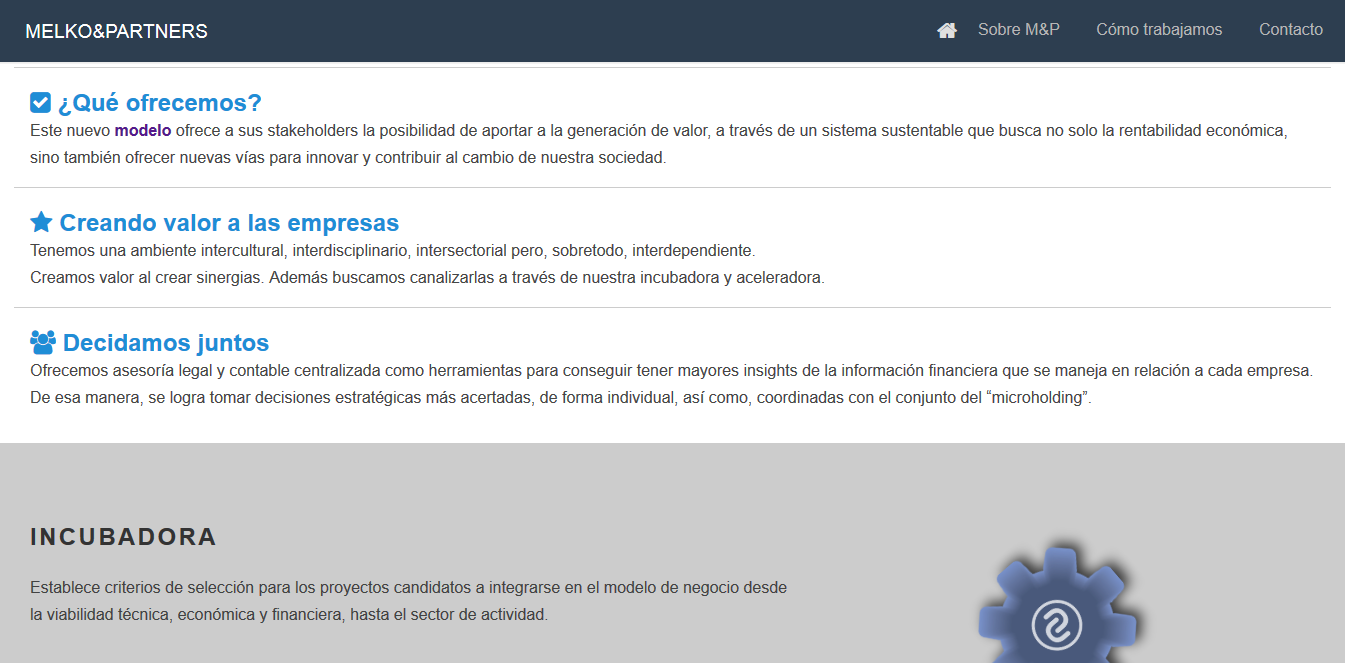 MELKO&PARTNERS
Sobre M&P
Cómo trabajamos
Contacto
¿Qué ofrecemos?
Este nuevo modelo ofrece a sus stakeholders la posibilidad de aportar a la generación de valor, a través de un sistema sustentable que busca no solo la rentabilidad económica,
sino también ofrecer nuevas vías para innovar y contribuir al cambio de nuestra sociedad.
Creando valor a las empresas
Tenemos una ambiente intercultural, interdisciplinario, intersectorial pero, sobretodo, interdependiente.
Creamos valor al crear sinergias. Además buscamos canalizarlas a través de nuestra incubadora y aceleradora.
Decidamos juntos
Ofrecemos asesoría legal y contable centralizada como herramientas para conseguir tener mayores insights de la información financiera que se maneja en relación a cada empresa.
De esa manera, se logra tomar decisiones estratégicas más acertadas, de forma individual, así como, coordinadas con el conjunto del “microholding”.
INCUBADORA
Establece criterios de selección para los proyectos candidatos a integrarse en el modelo de negocio desde
la viabilidad técnica, económica y financiera, hasta el sector de actividad.